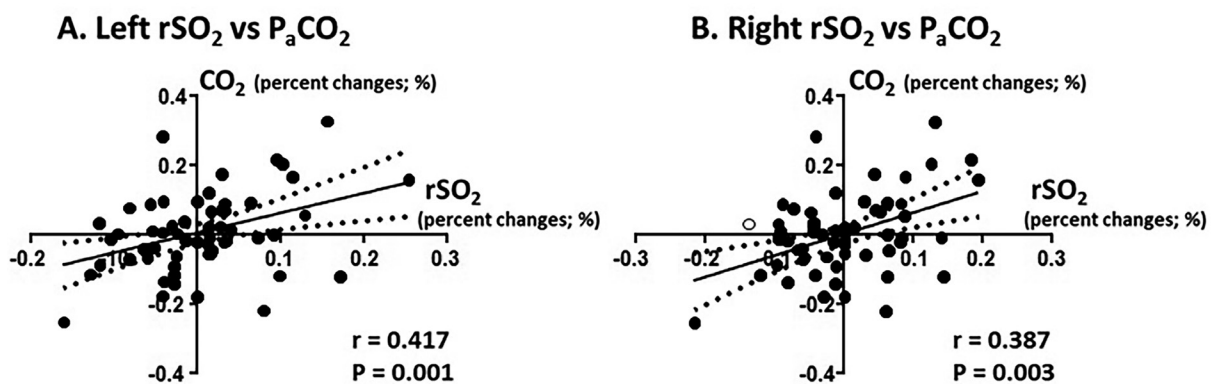 A. Left rSO₂ vs PₐCO₂
CO₂ (percent changes; %)
0.4
0.2
rSO₂
(percent changes; %)
-0.2
0.1
0.2
0.3
-0.2
-0.4
r = 0.417
P = 0.001
B. Right rSO₂ vs PₐCO₂
CO₂ (percent changes; %)
0.4
0.2
rSO₂
(percent changes; %)
-0.3
-0.2
0.1
0.2
0.3
-0.2
-0.4
r = 0.387
P = 0.003